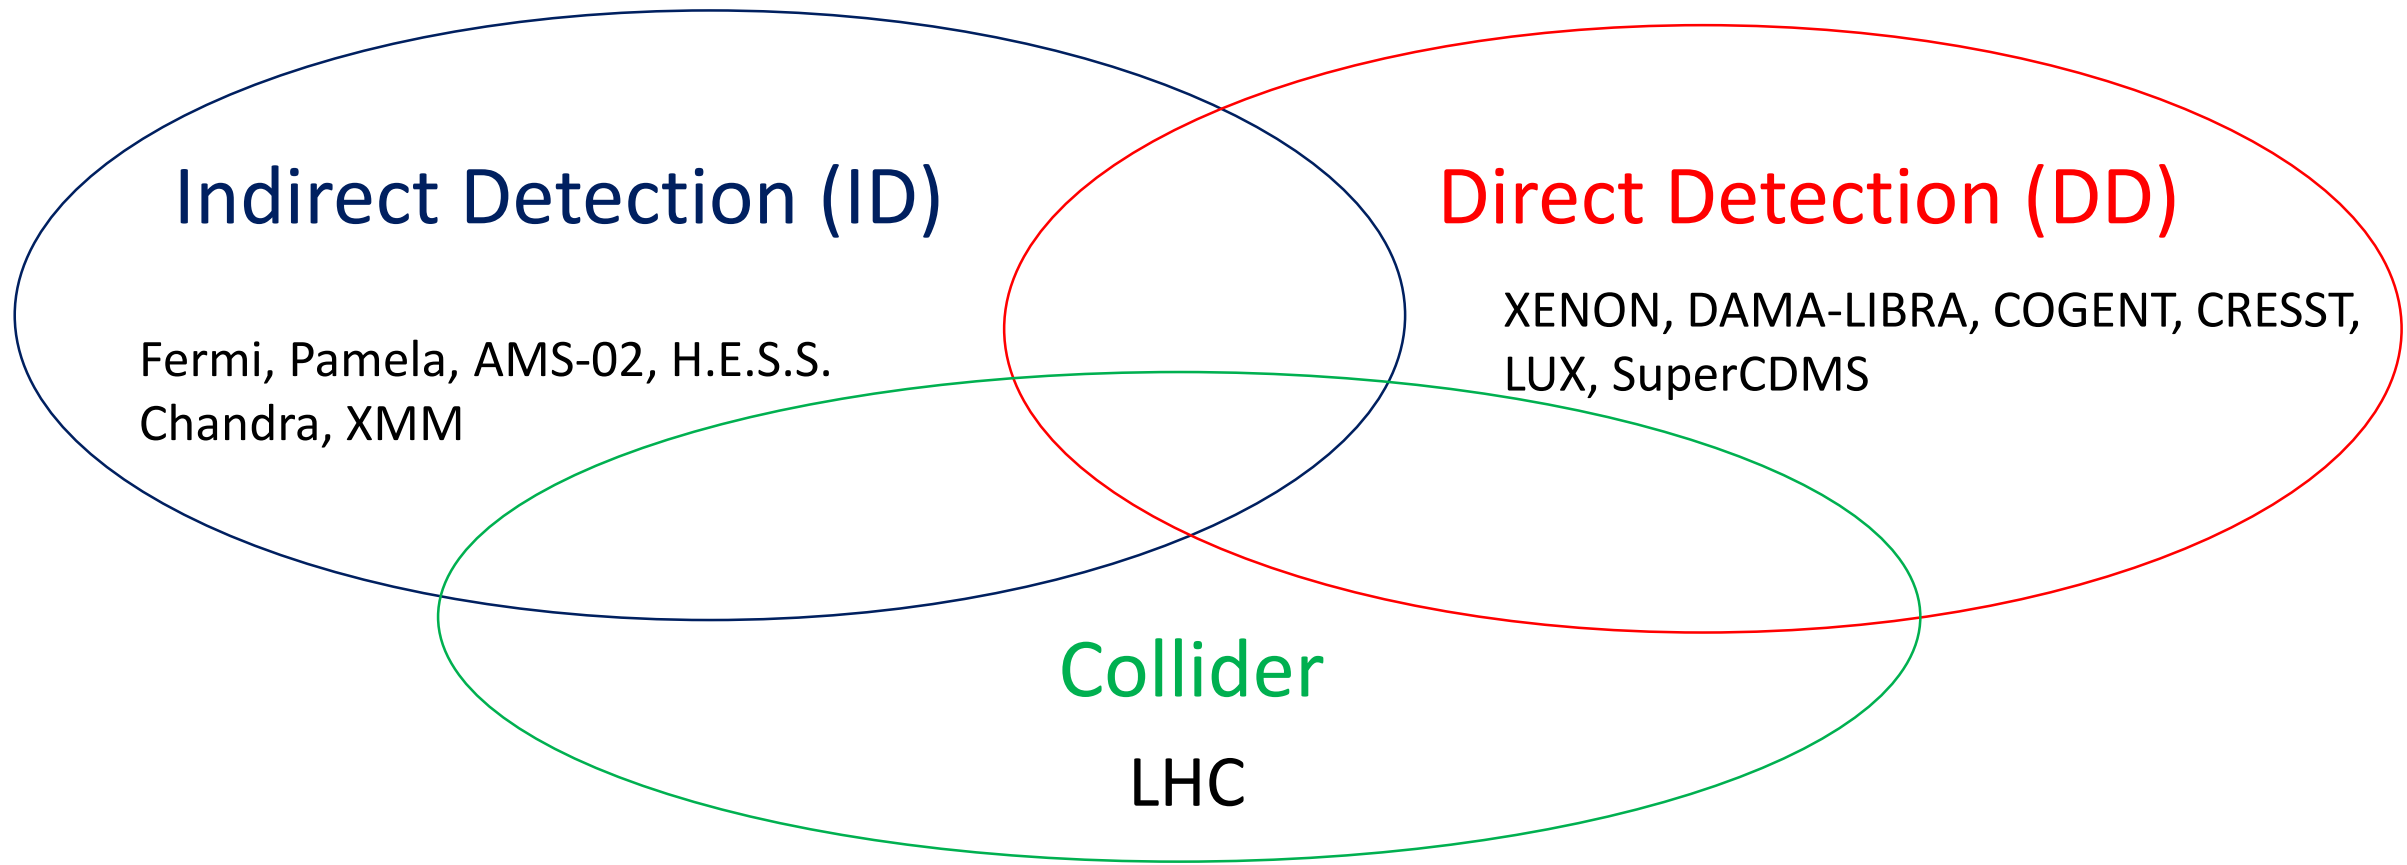 Indirect Detection (ID)
Fermi, Pamela, AMS-02, H.E.S.S.
Chandra, XMM
Direct Detection (DD)
XENON, DAMA-LIBRA, COGENT, CRESST,
LUX, SuperCDMS
Collider
LHC